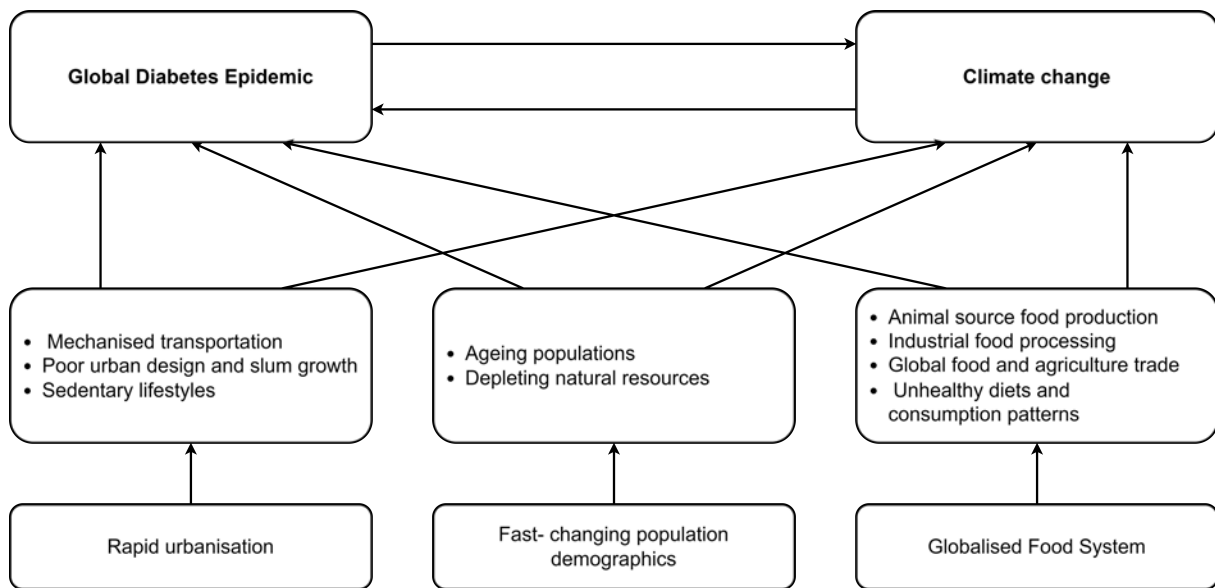 Global Diabetes Epidemic
Climate change
• Mechanised transportation
• Poor urban design and slum growth
• Sedentary lifestyles
• Ageing populations
• Depleting natural resources
• Animal source food production
• Industrial food processing
• Global food and agriculture trade
• Unhealthy diets and
consumption patterns
Rapid urbanisation
Fast- changing population
demographics
Globalised Food System